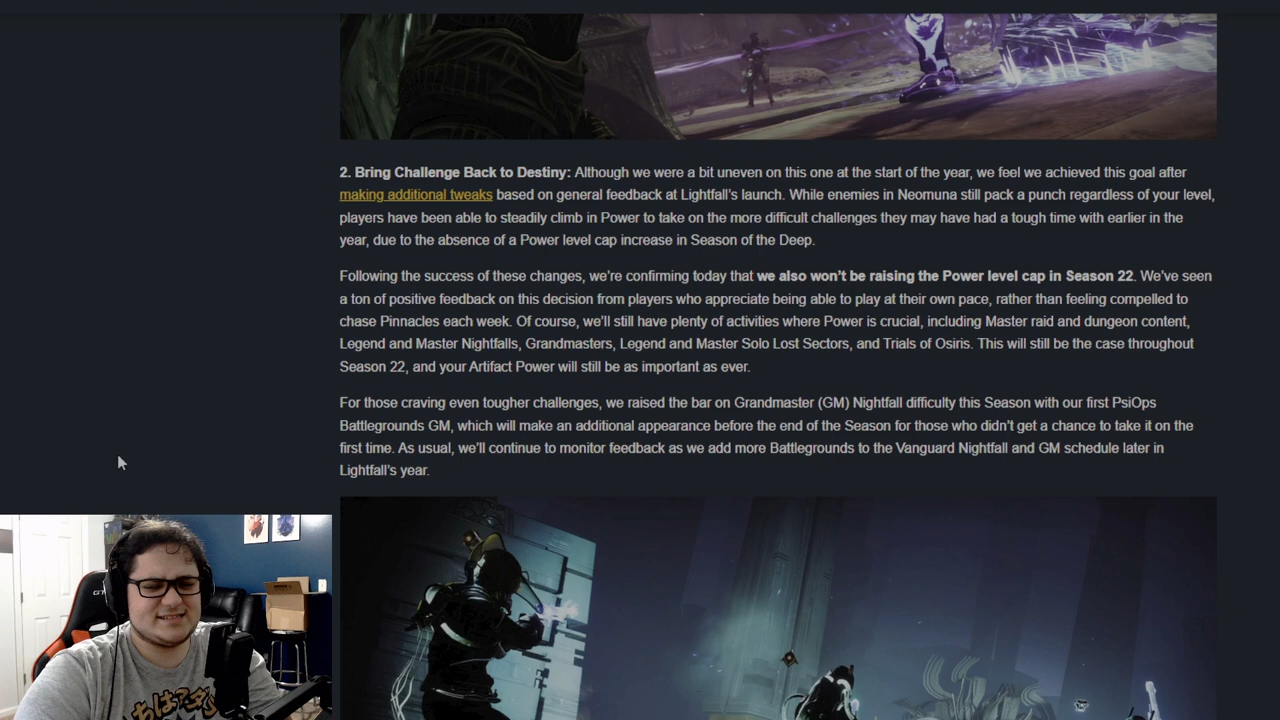 2. Bring Challenge Back to Destiny: Although we were a bit uneven on this one at the start of the year, we feel we achieved this goal after
making additional tweaks based on general feedback at Lightfall's launch. While enemies in Neomuna still pack a punch regardless of your level,
players have been able to steadily climb in Power to take on the more difficult challenges they may have had a tough time with earlier in the
year, due to the absence of a Power level cap increase in Season of the Deep.
Following the success of these changes, we're confirming today that we also won't be raising the Power level cap in Season 22. We've seen
a ton of positive feedback on this decision from players who appreciate being able to play at their own pace, rather than feeling compelled to
chase Pinnacles each week. Of course, we'll still have plenty of activities where Power is crucial, including Master raid and dungeon content,
Legend and Master Nightfalls, Grandmasters, Legend and Master Solo Lost Sectors, and Trials of Osiris. This will still be the case throughout
Season 22, and your Artifact Power will still be as important as ever.
For those craving even tougher challenges, we raised the bar on Grandmaster (GM) Nightfall difficulty this Season with our first PsiOps
Battlegrounds GM, which will make an additional appearance before the end of the Season for those who didn't get a chance to take it on the
first time. As usual, we'll continue to monitor feedback as we add more Battlegrounds to the Vanguard Nightfall and GM schedule later in
Lightfall's year.
GT